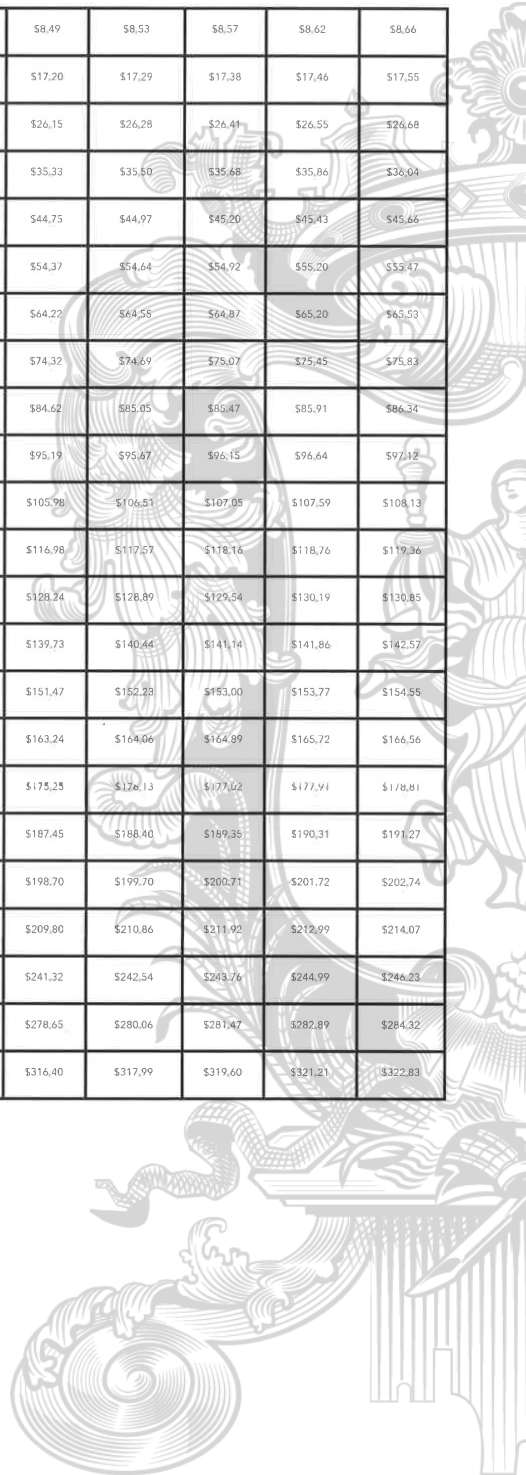 $8,49 $8,53 $8,57 $8,62 $8,66
$17,20 $17,29 $17,38 $17,46 $17,55
$26,15 $26,28 $26,41 $26,55 $26,68
$35,33 $35,50 $35,68 $35,86 $36,04
$44,75 $44,97 $45,20 $45,43 $45,66
$54,37 $54,64 $54,92 $55,20 $55,47
$64,22 $64,55 $64,87 $65,20 $65,53
$74,32 $74,69 $75,07 $75,45 $75,83
$84,62 $85,05 $85,47 $85,91 $86,34
$95,19 $95,67 $96,15 $96,64 $97,12
$105,98 $106,51 $107,05 $107,59 $108,13
$116,98 $117,57 $118,16 $118,76 $119,36
$128,24 $128,89 $129,54 $130,19 $130,85
$139,73 $140,44 $141,14 $141,86 $142,57
$151,47 $152,23 $153,00 $153,77 $154,55
$163,24 $164,06 $164,89 $165,72 $166,56
$175,25 $176,13 $177,02 $177,91 $178,81
$187,45 $188,40 $189,35 $190,31 $191,27
$198,70 $199,70 $200,71 $201,72 $202,74
$209,80 $210,86 $211,92 $212,99 $214,07
$241,32 $242,54 $243,76 $244,99 $246,23
$278,65 $280,06 $281,47 $282,89 $284,32
$316,40 $317,99 $319,60 $321,21 $322,83